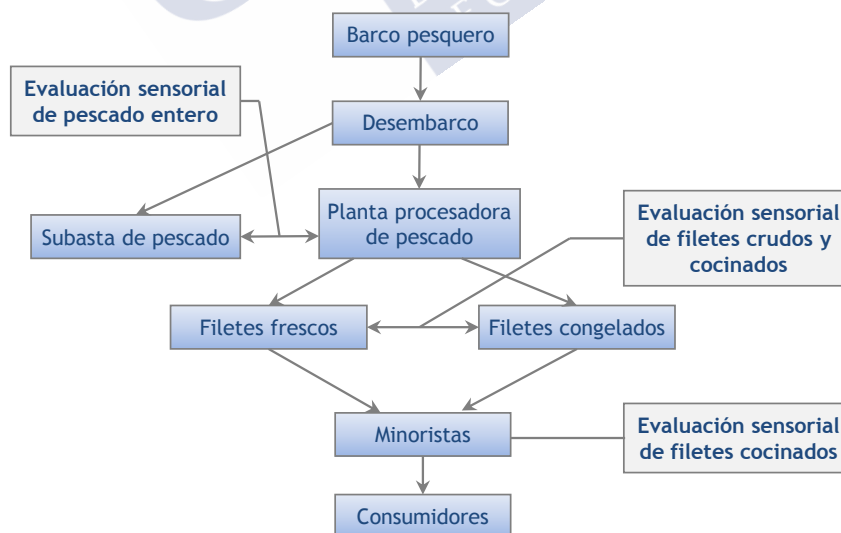 Barco pesquero
Evaluación sensorial
de pescado entero
Desembarco
Subasta de pescado
Planta procesadora
de pescado
Evaluación sensorial
de filetes crudos y
cocinados
Filetes frescos
Filetes congelados
Minoristas
Evaluación sensorial
de filetes cocinados
Consumidores